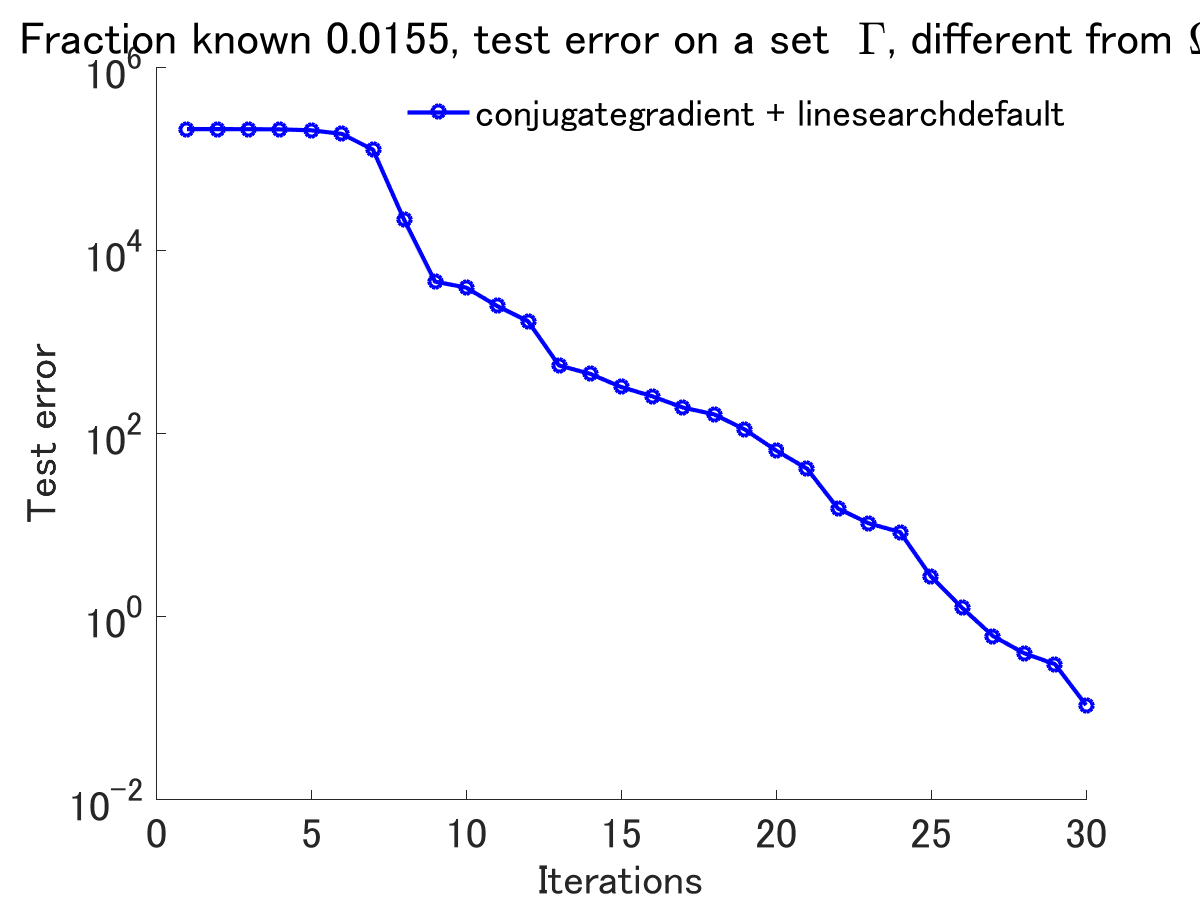 Fraction known 0.0155, test error on a set Γ, different from Ω
conjugategradient + linesearchdefault
10^6
10^4
10^2
10^0
10^-2
Test error
0 5 10 15 20 25 30
Iterations